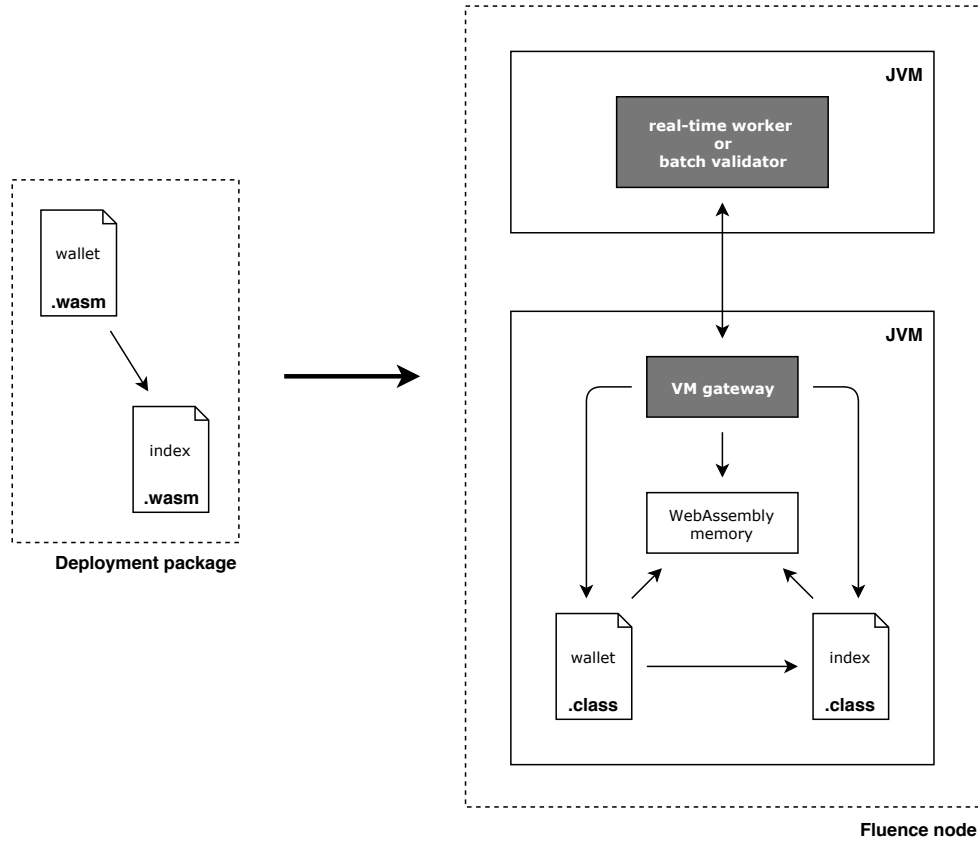 wallet
.wasm
index
.wasm
Deployment package
JVM
real-time worker
or
batch validator
JVM
VM gateway
WebAssembly
memory
wallet
.class
index
.class
Fluence node